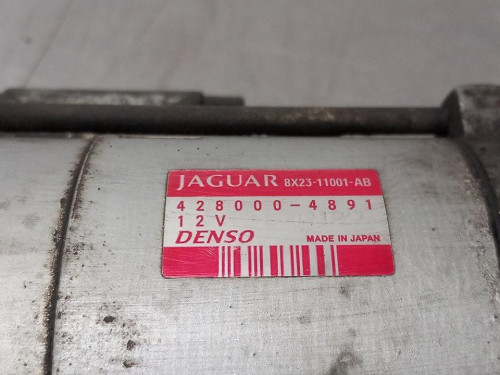 JAGUAR 8X23-11001-AB
428000-4891
12V
DENSO MADE IN JAPAN